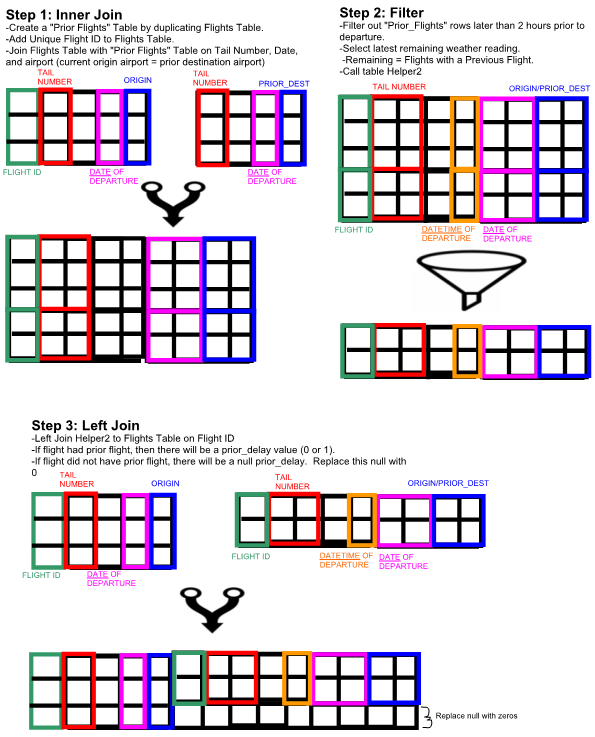 Step 1: Inner Join
-Create a "Prior Flights" Table by duplicating Flights Table.
-Add Unique Flight ID to Flights Table.
-Join Flights Table with "Prior Flights" Table on Tail Number, Date,
and airport (current origin airport = prior destination airport)
TAIL
NUMBER
ORIGIN
TAIL
NUMBER
PRIOR_DEST
FLIGHT ID
DATE OF
DEPARTURE
DATE OF
DEPARTURE
Step 2: Filter
-Filter out "Prior_Flights" rows later than 2 hours prior to
departure.
-Select latest remaining weather reading.
-Remaining = Flights with a Previous Flight.
-Call table Helper2
TAIL NUMBER
ORIGIN/PRIOR_DEST
FLIGHT ID
DATETIME OF
DEPARTURE
DATE OF
DEPARTURE
Step 3: Left Join
-Left Join Helper2 to Flights Table on Flight ID
-If flight had prior flight, then there will be a prior_delay value (0 or 1).
-If flight did not have prior flight, there will be a null prior_delay. Replace this null with
0
TAIL
NUMBER
ORIGIN
TAIL
NUMBER
ORIGIN/PRIOR_DEST
FLIGHT ID
DATE OF
DEPARTURE
FLIGHT ID
DATETIME OF
DEPARTURE
DATE OF
DEPARTURE
Replace null with zeros